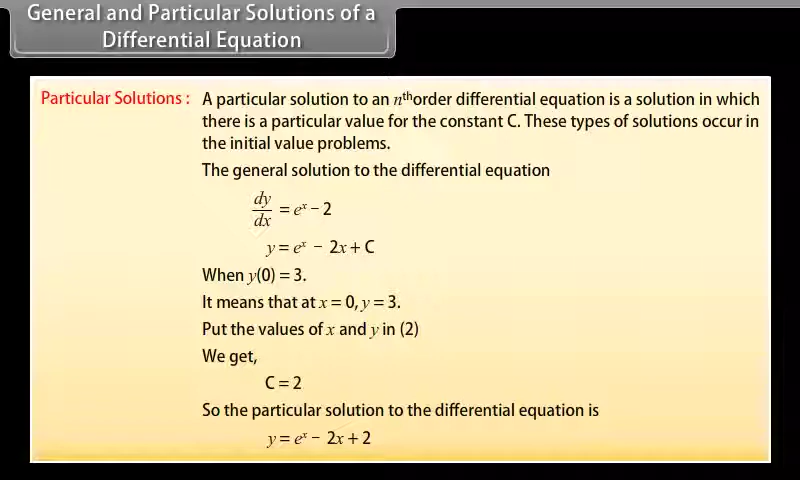 General and Particular Solutions of a
Differential Equation
Particular Solutions : A particular solution to an nᵗʰorder differential equation is a solution in which
there is a particular value for the constant C. These types of solutions occur in
the initial value problems.
The general solution to the differential equation
dy/dx = eˣ – 2
y = eˣ – 2x + C
When y(0) = 3.
It means that at x = 0, y = 3.
Put the values of x and y in (2)
We get,
C = 2
So the particular solution to the differential equation is
y = eˣ – 2x + 2